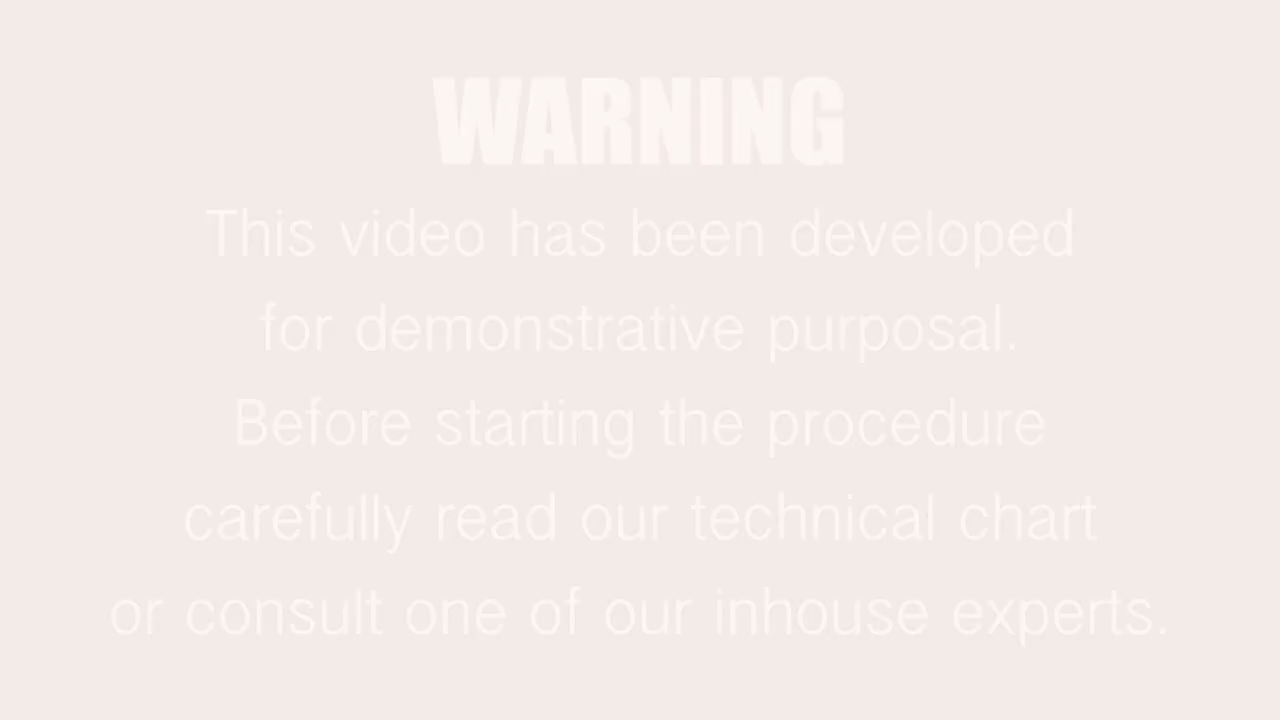 WARNING
This video has been developed
for demonstrative purposal.
Before starting the procedure
carefully read our technical chart
or consult one of our inhouse experts.